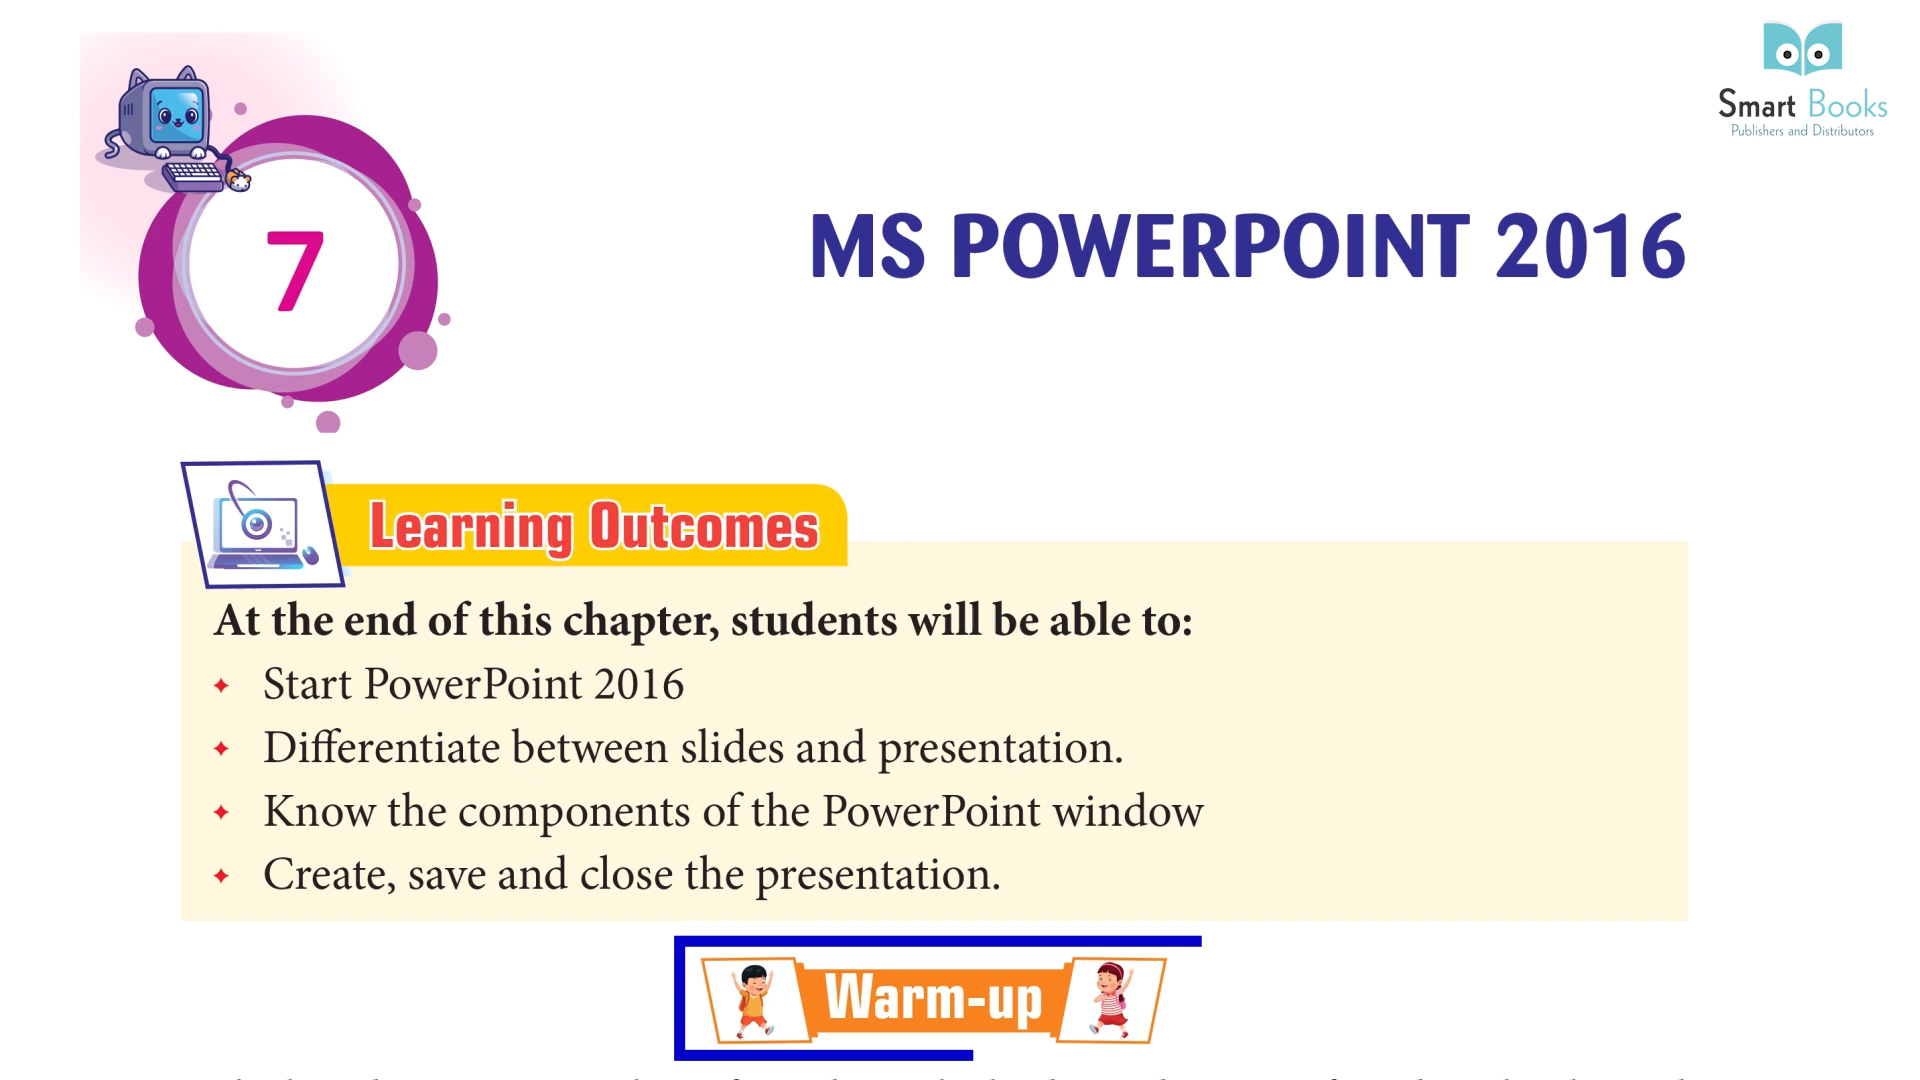 Smart Books
Publishers and Distributors
7
MS POWERPOINT 2016
Learning Outcomes
At the end of this chapter, students will be able to:
Start PowerPoint 2016
Differentiate between slides and presentation.
Know the components of the PowerPoint window
Create, save and close the presentation.
Warm-up